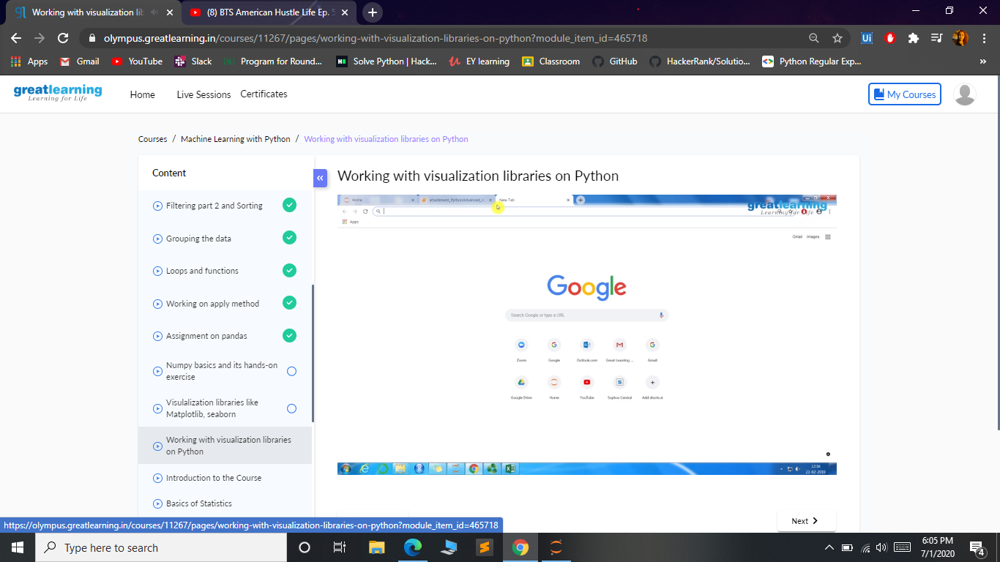 Working with visualization lib
(8) BTS American Hustle Life Ep. 5
olympus.greatlearning.in/courses/11267/pages/working-with-visualization-libraries-on-python?module_item_id=465718
Ui
Apps
Gmail
YouTube
Slack
Program for Round...
Solve Python | Hack...
EY learning
Classroom
GitHub
HackerRank/Solutio...
Python Regular Exp...
greatlearning
Learning for Life
Home
Live Sessions
Certificates
My Courses
Courses / Machine Learning with Python / Working with visualization libraries on Python
Content
Filtering part 2 and Sorting
Grouping the data
Loops and functions
Working on apply method
Assignment on pandas
Numpy basics and its hands-on
exercise
Visulalization libraries like
Matplotlib, seaborn
Working with visualization libraries
on Python
Introduction to the Course
Basics of Statistics
Working with visualization libraries on Python
Home
attachment_PythonAdvanced_
New Tab
greatlearning
Learning for Life
Apps
Gmail Images
Google
Search Google or type a URL
Zoom
Google
Outlook.com
Great Learning ...
Gmail
Google Drive
Home
YouTube
Sophos Central
Add shortcut
12:16
21-02-2019
Next
https://olympus.greatlearning.in/courses/11267/pages/working-with-visualization-libraries-on-python?module_item_id=465718
Type here to search
6:05 PM
7/1/2020
4